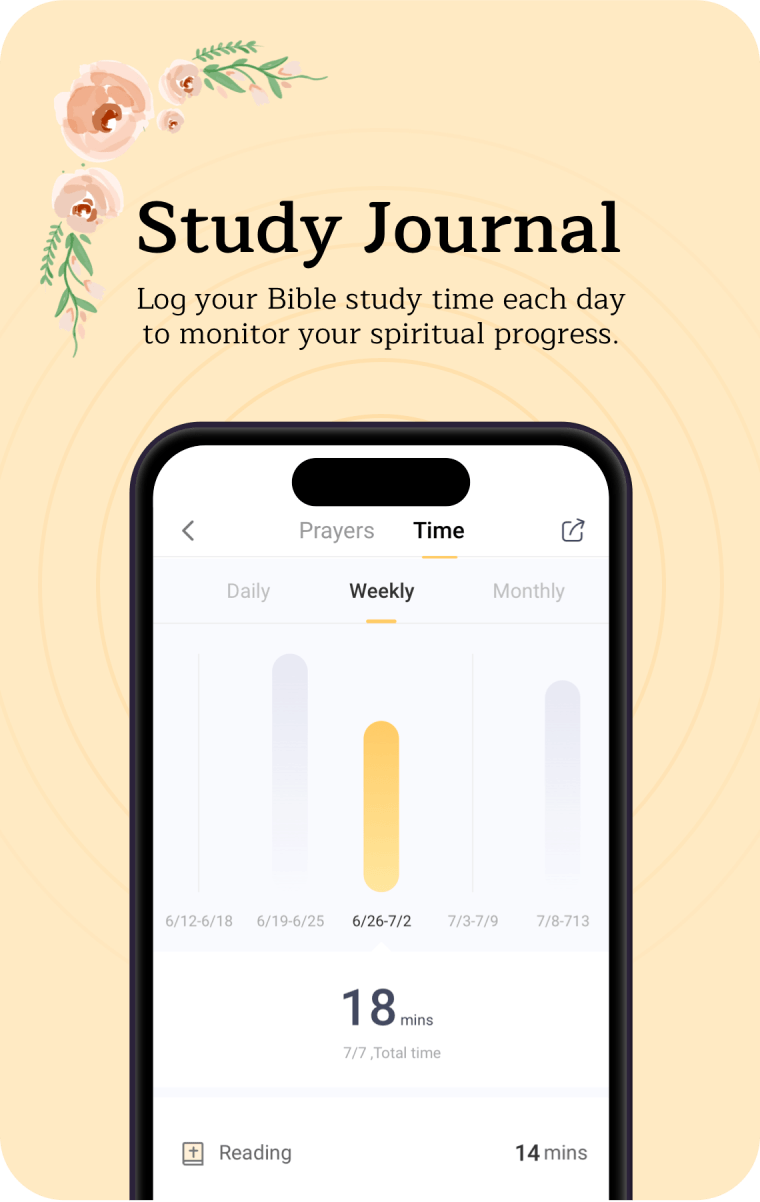 Study Journal
Log your Bible study time each day
to monitor your spiritual progress.
Prayers Time
Daily Weekly Monthly
6/12-6/18 6/19-6/25 6/26-7/2 7/3-7/9 7/8-713
18 mins
7/7 ,Total time
Reading 14 mins